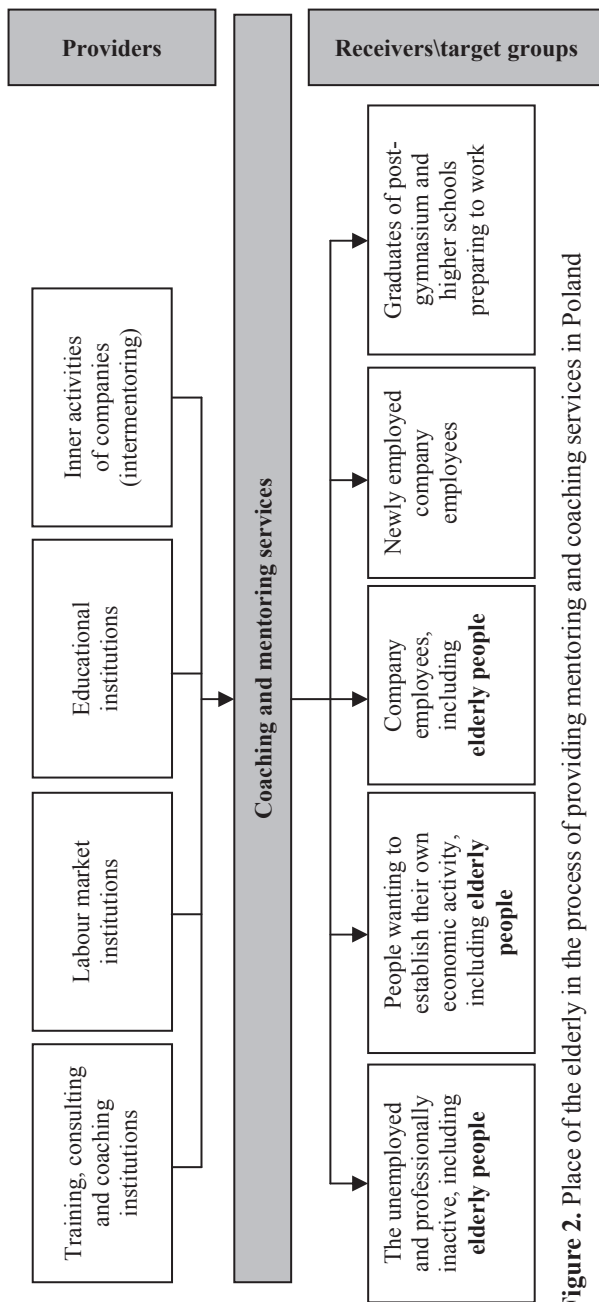 Providers
Training, consulting
and coaching
institutions
Labour market
institutions
Educational
institutions
Inner activities
of companies
(intermentoring)
Coaching and mentoring services
Receivers\target groups
The unemployed
and professionally
inactive, including
elderly people
People wanting to
establish their own
economic activity,
including elderly
people
Company
employees,
including
elderly people
Newly employed
company
employees
Graduates of post-
gymnasium and
higher schools
preparing to work
Figure 2. Place of the elderly in the process of providing mentoring and coaching services in Poland